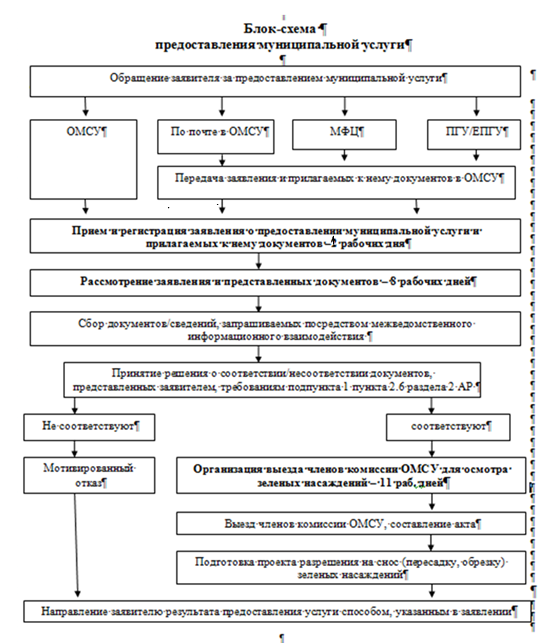 Блок-схема
предоставления муниципальной услуги
Обращение заявителя за предоставлением муниципальной услуги
ОМСУ
По почте в ОМСУ
МФЦ
ПГУ/ЕПГУ
Передача заявления и прилагаемых к нему документов в ОМСУ
Прием и регистрация заявления о предоставлении муниципальной услуги и
прилагаемых к нему документов – рабочих дня
Рассмотрение заявления и представленных документов – 8 рабочих дней
Сбор документов/сведений, запрашиваемых посредством межведомственного
информационного взаимодействия
Принятие решения о соответствии/несоответствии документов,
представленных заявителем, требованиям подпункта 1 пункта 2.6 раздела 2 АР
Не соответствуют
соответствуют
Мотивированный
отказ
Организация выезда членов комиссии ОМСУ для осмотра
зеленых насаждений – 11 раб, дней
Выезд членов комиссии ОМСУ, составление акта
Подготовка проекта разрешения на снос (пересадку, обрезку)
зеленых насаждений
Направление заявителю результата предоставления услуги способом, указанным в заявлении